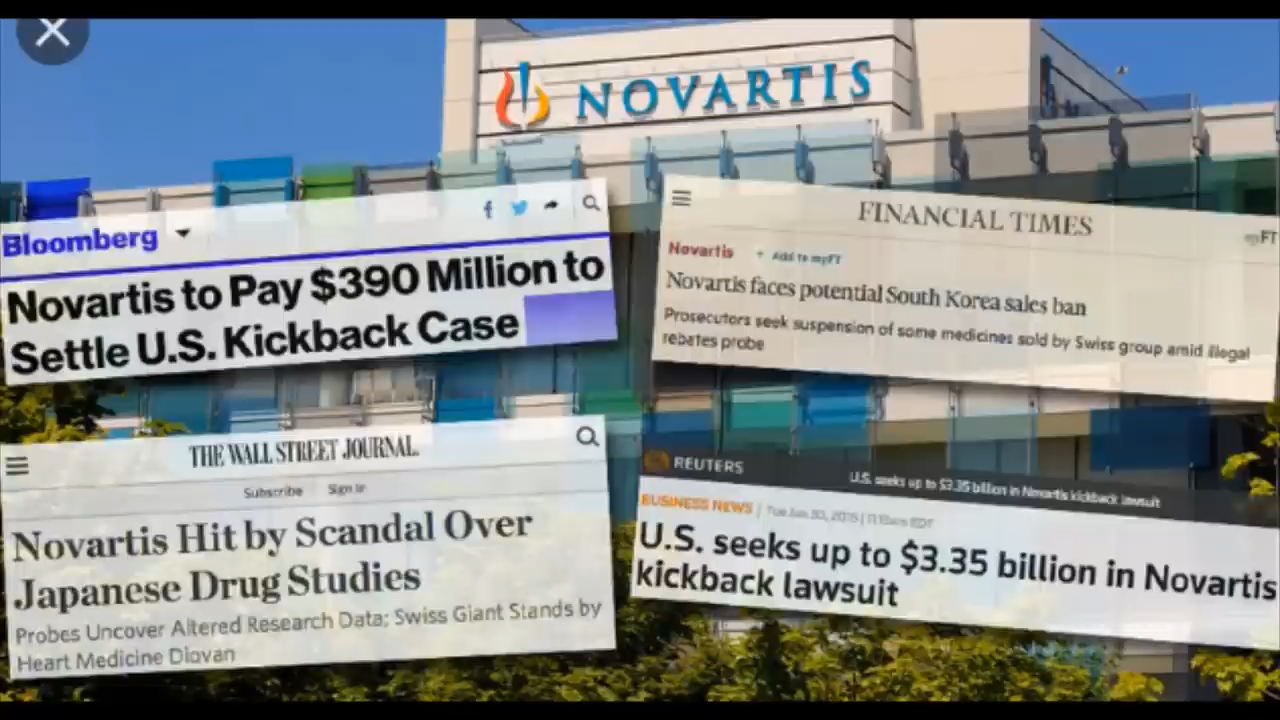 NOVARTIS
Bloomberg
Novartis to Pay $390 Million to
Settle U.S. Kickback Case
FINANCIAL TIMES
myFT
Novartis
+ Add to myFT
Novartis faces potential South Korea sales ban
Prosecutors seek suspension of some medicines sold by Swiss group amid illegal
rebates probe
THE WALL STREET JOURNAL.
Subscribe Sign In
Novartis Hit by Scandal Over
Japanese Drug Studies
Probes Uncover Altered Research Data; Swiss Giant Stands by
Heart Medicine Diovan
REUTERS
U.S. seeks up to $3.35 billion in Novartis kickback lawsuit
BUSINESS NEWS
U.S. seeks up to $3.35 billion in Novartis
kickback lawsuit